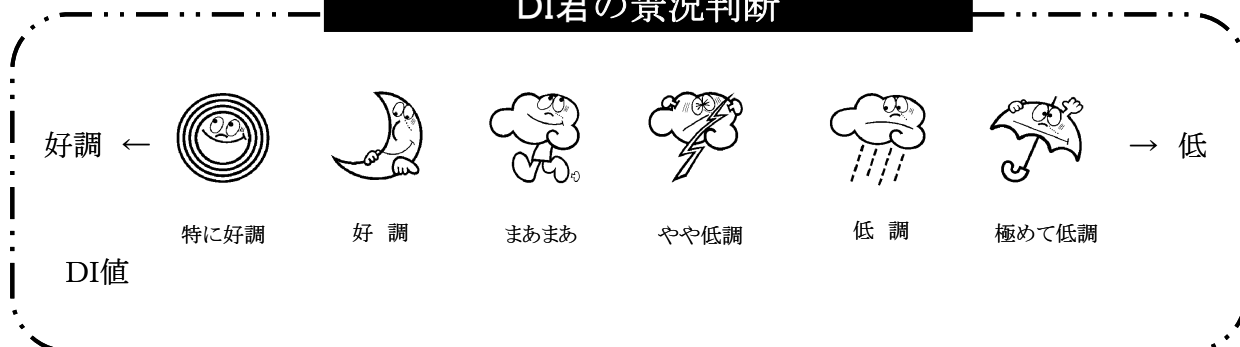 DI君の景況判断
好調 ← → 低
特に好調 好 調 まあまあ やや低調 低 調 極めて低調
DI値